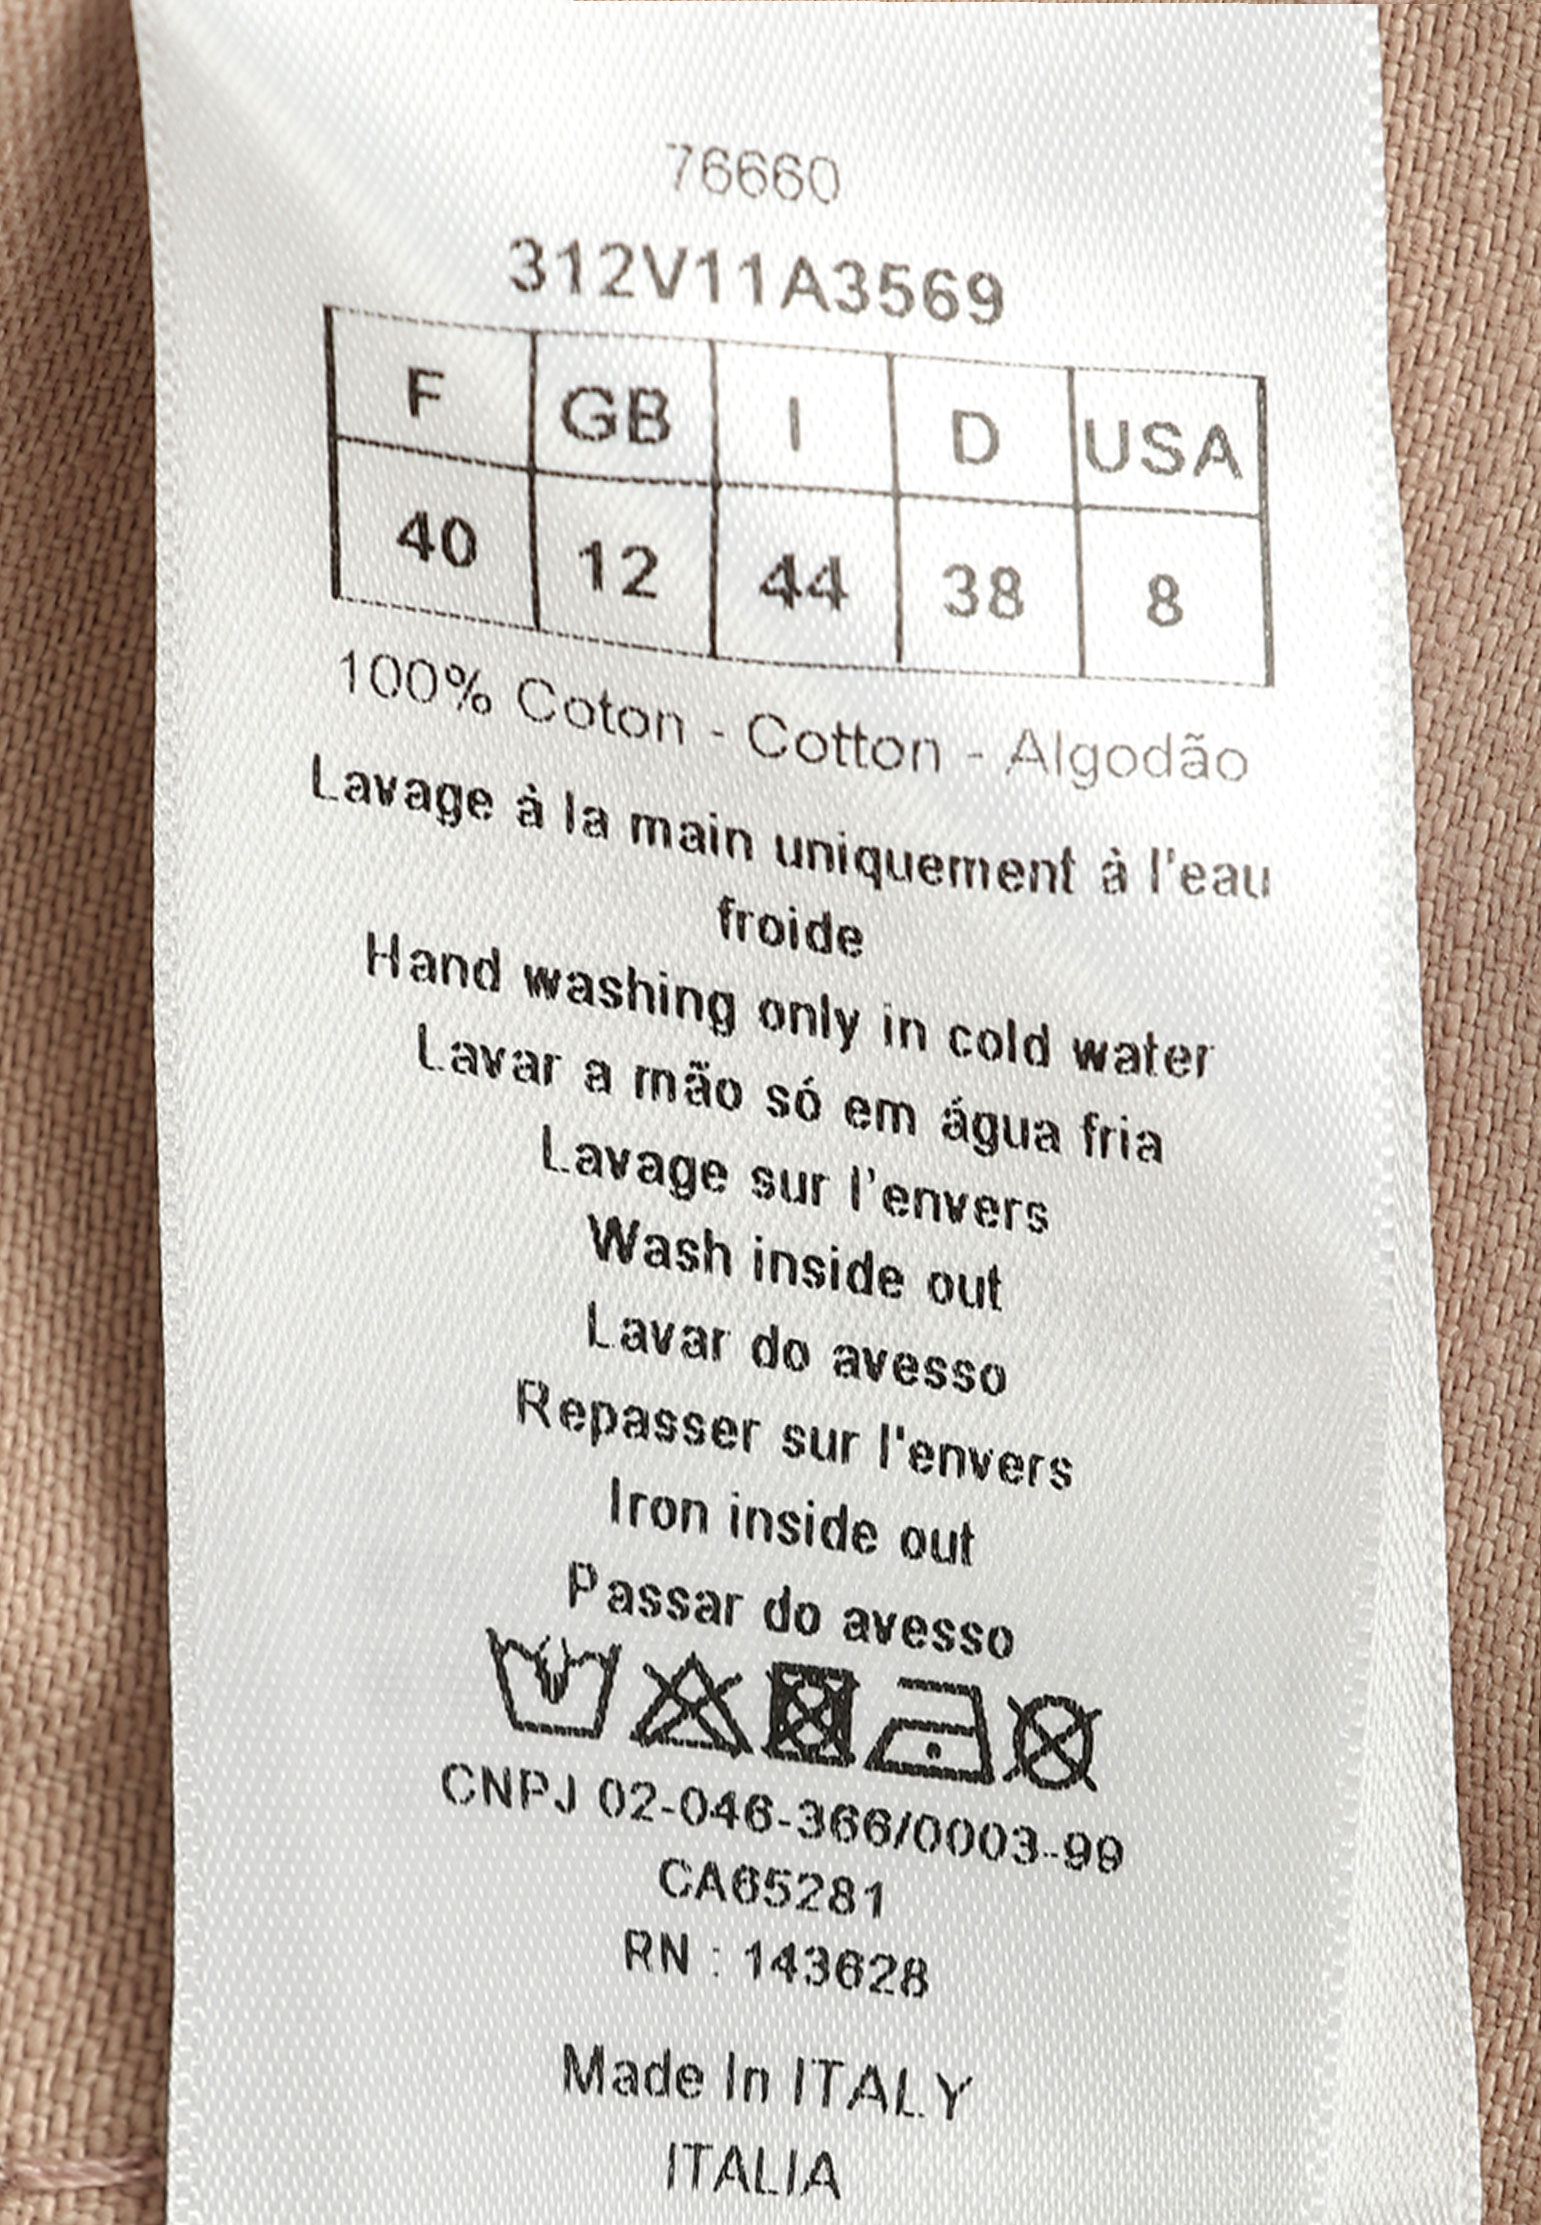 76660
312V11A3569
F GB I D USA
40 12 44 38 8
100% Coton - Cotton - Algodão
Lavage à la main uniquement à l'eau
froide
Hand washing only in cold water
Lavar a mão só em água fria
Lavage sur l'envers
Wash inside out
Lavar do avesso
Repasser sur l'envers
Iron inside out
Passar do avesso
CNPJ 02-046-366/0003-99
CA65281
RN : 143628
Made In ITALY
ITALIA